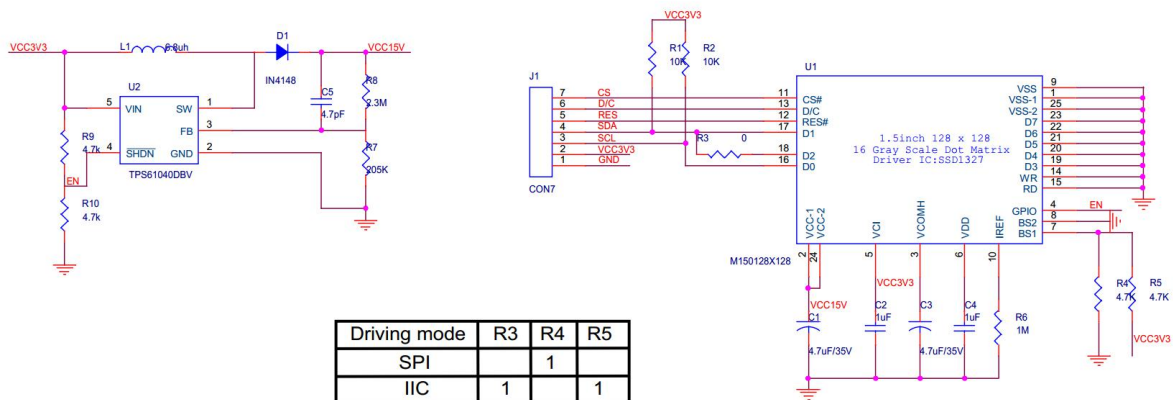 VCC3V3
L1
6.8uh
D1
IN4148
VCC15V
U2
5
VIN
SW
1
FB
3
4
SHDN
GND
2
TPS61040DBV
C5
4.7pF
R8
2.3M
R7
205K
R9
4.7k
EN
R10
4.7k
VCC3V3
R1
10K
R2
10K
J1
7
CS
6
D/C
5
RES
4
SDA
3
SCL
2
VCC3V3
1
GND
CON7
R3
0
U1
11
CS#
13
D/C
12
RES#
17
D1
18
D2
16
D0
1.5inch 128 x 128
16 Gray Scale Dot Matrix
Driver IC:SSD1327
VSS
9
VSS-1
1
VSS-2
25
D7
23
D6
22
D5
21
D4
20
D3
19
WR
14
RD
15
GPIO
4
EN
BS2
8
BS1
7
VCC-1
VCC-2
VCI
VCOMH
VDD
IREF
2
24
5
3
6
10
M150128X128
VCC15V
C1
4.7uF/35V
VCC3V3
C2
1uF
C3
4.7uF/35V
C4
1uF
R6
1M
R4
4.7K
R5
4.7K
VCC3V3
Driving mode R3 R4 R5
SPI 1
IIC 1 1